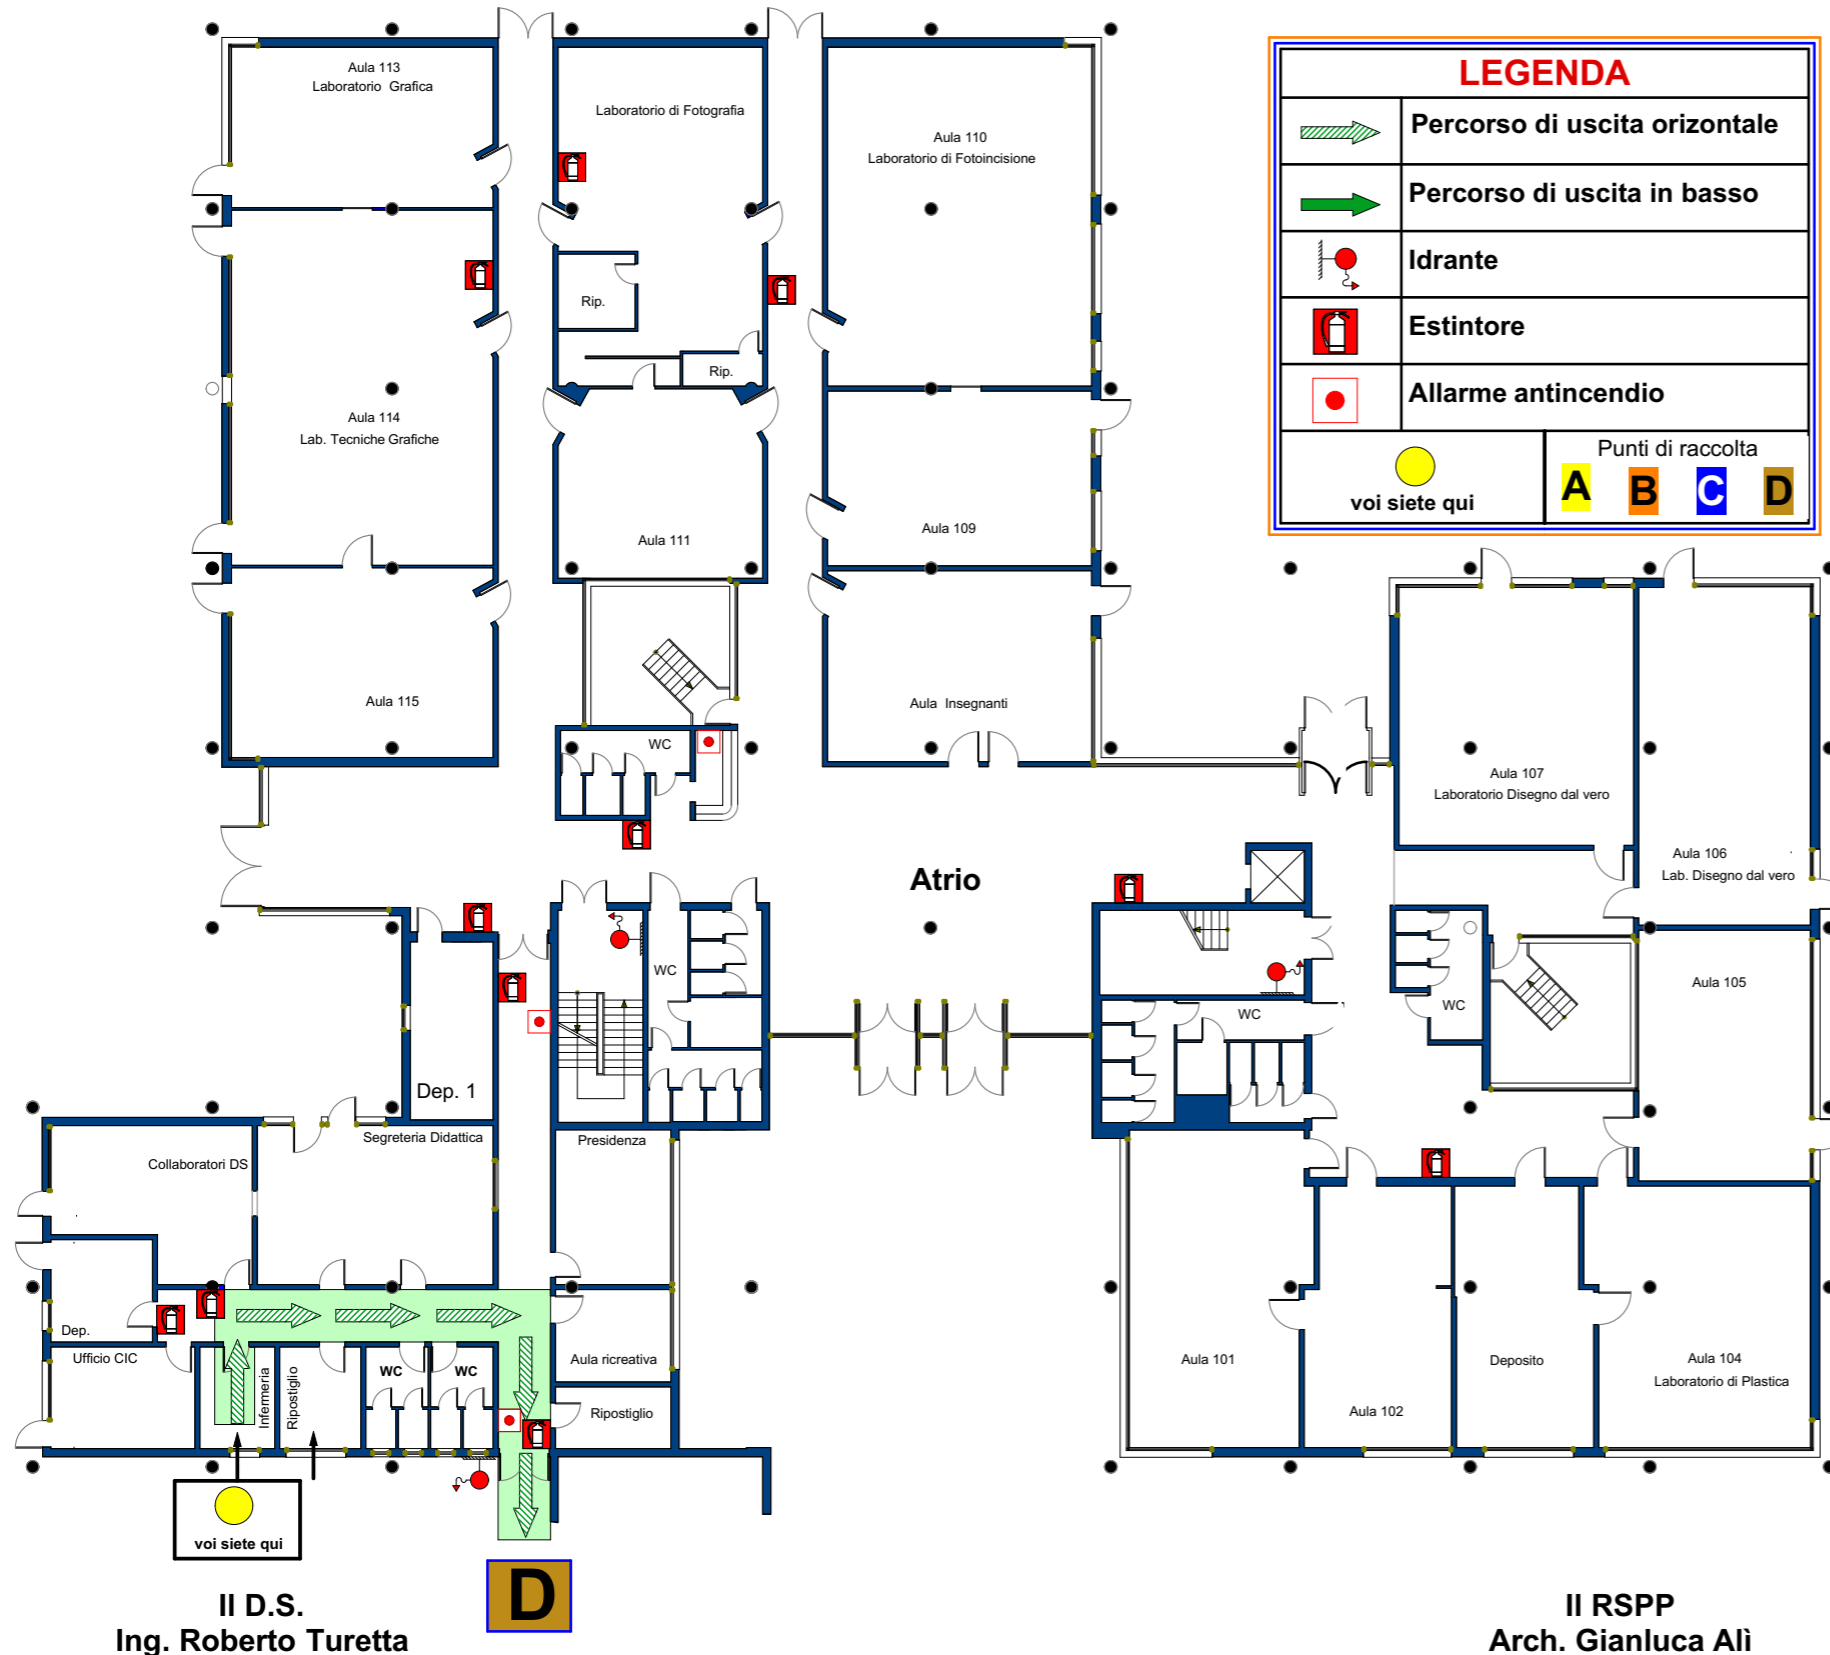 LEGENDA
Percorso di uscita orizontale
Percorso di uscita in basso
Idrante
Estintore
Allarme antincendio
voi siete qui
Punti di raccolta
A B C D
Aula 113
Laboratorio Grafica
Laboratorio di Fotografia
Aula 110
Laboratorio di Fotoincisione
Rip.
Rip.
Aula 114
Lab. Tecniche Grafiche
Aula 111
Aula 109
Aula 115
Aula Insegnanti
WC
Aula 107
Laboratorio Disegno dal vero
Aula 106
Lab. Disegno dal vero
Atrio
WC
WC
WC
Aula 105
Dep. 1
Segreteria Didattica
Presidenza
Collaboratori DS
Dep.
Ufficio CIC
Infermeria
Ripostiglio
WC
WC
Aula ricreativa
Ripostiglio
Aula 101
Aula 102
Deposito
Aula 104
Laboratorio di Plastica
voi siete qui
D
Il D.S.
Ing. Roberto Turetta
Il RSPP
Arch. Gianluca Alì